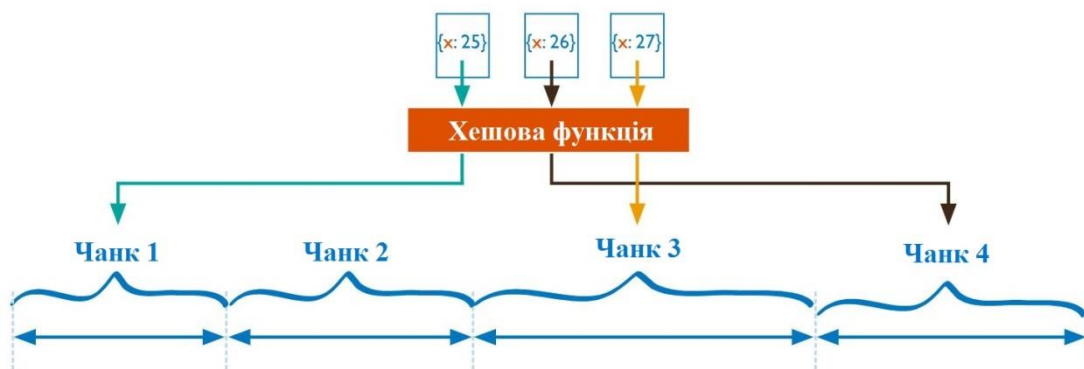 {x: 25} {x: 26} {x: 27}
Хешова функція
Чанк 1 Чанк 2 Чанк 3 Чанк 4